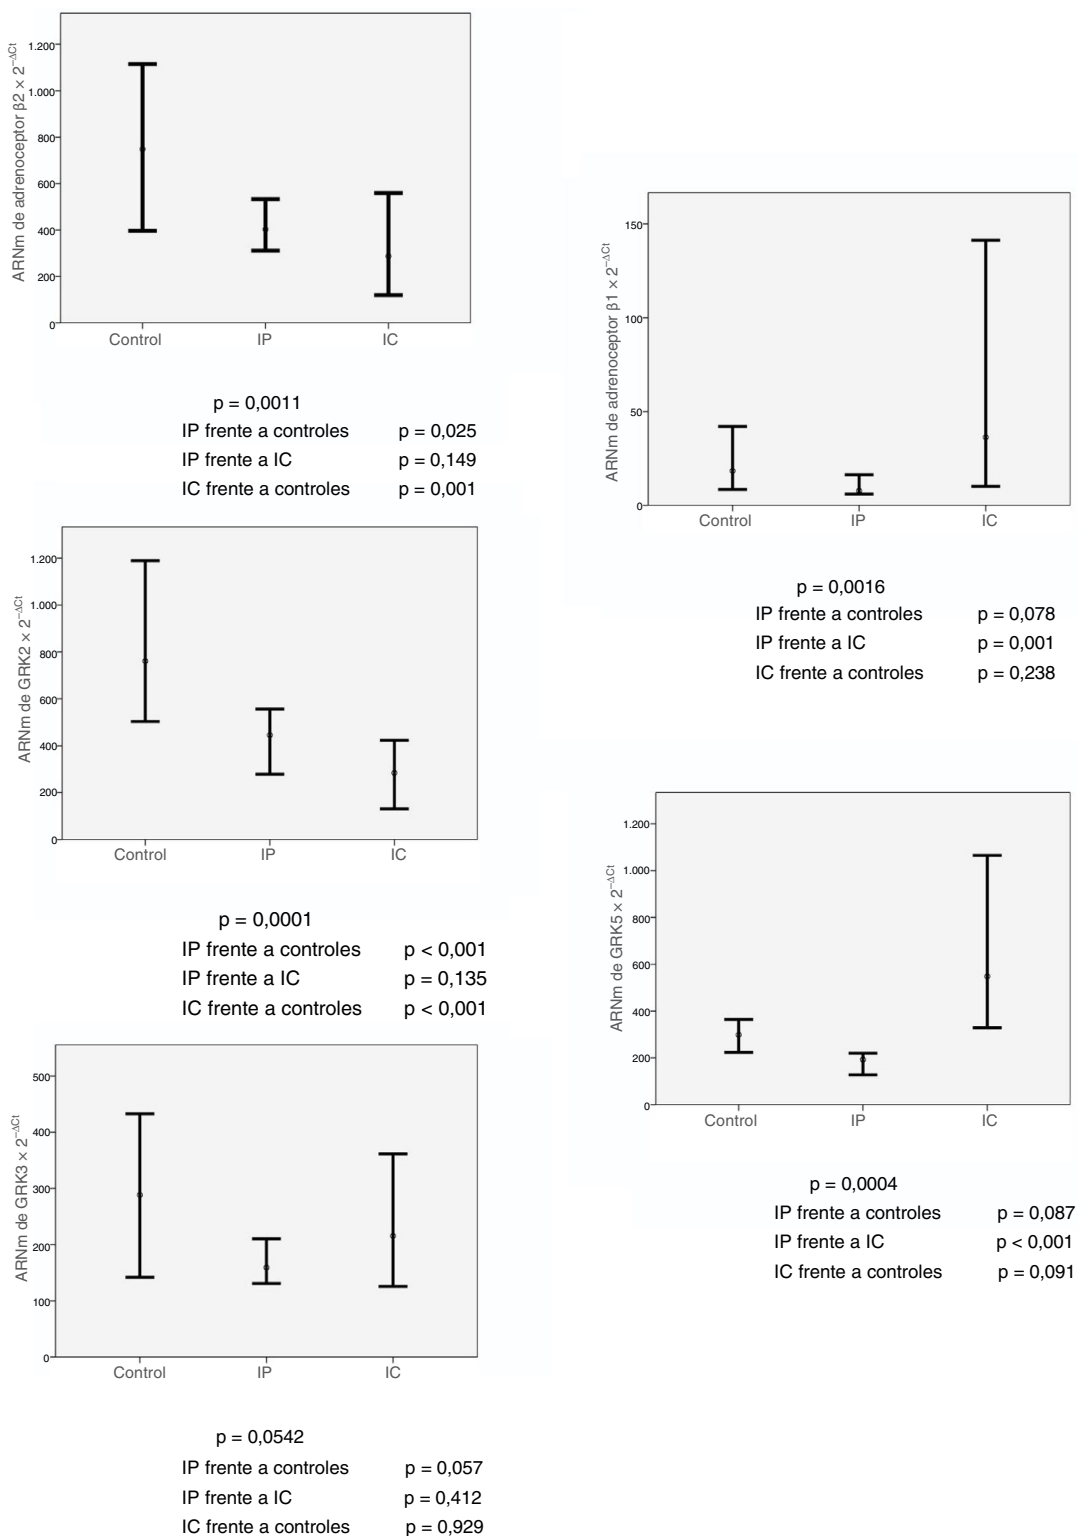 ARNm de adrenoceptor β2 × 2⁻ΔCt
1.200
1.000
800
600
400
200
0
Control IP IC
p = 0,0011
IP frente a controles p = 0,025
IP frente a IC p = 0,149
IC frente a controles p = 0,001
ARNm de GRK2 × 2⁻ΔCt
1.200
1.000
800
600
400
200
0
Control IP IC
p = 0,0001
IP frente a controles p < 0,001
IP frente a IC p = 0,135
IC frente a controles p < 0,001
ARNm de GRK3 × 2⁻ΔCt
500
400
300
200
100
0
Control IP IC
p = 0,0542
IP frente a controles p = 0,057
IP frente a IC p = 0,412
IC frente a controles p = 0,929
ARNm de adrenoceptor β1 × 2⁻ΔCt
150
100
50
0
Control IP IC
p = 0,0016
IP frente a controles p = 0,078
IP frente a IC p = 0,001
IC frente a controles p = 0,238
ARNm de GRK5 × 2⁻ΔCt
1.200
1.000
800
600
400
200
0
Control IP IC
p = 0,0004
IP frente a controles p = 0,087
IP frente a IC p < 0,001
IC frente a controles p = 0,091